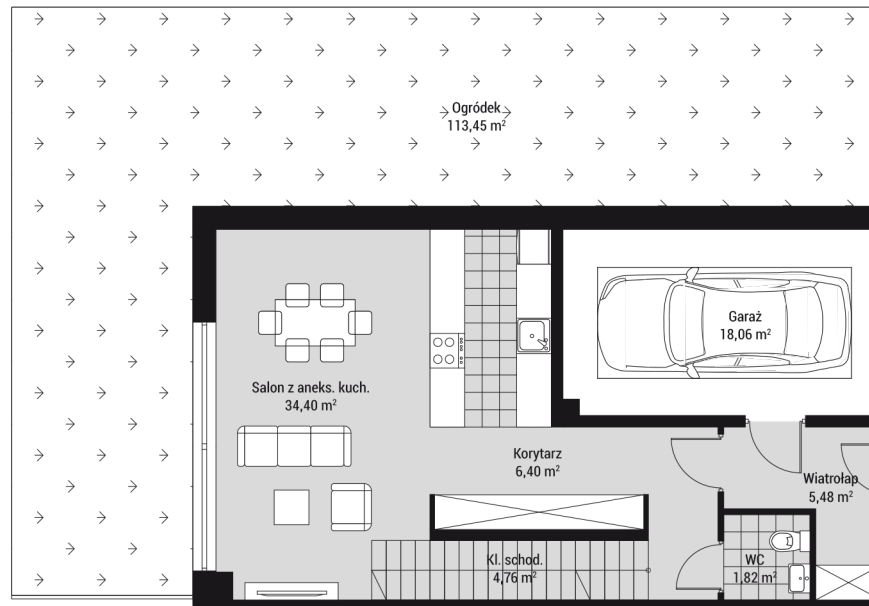 Ogródek
113,45 m²
Garaż
18,06 m²
Salon z aneks. kuch.
34,40 m²
Korytarz
6,40 m²
Wiatrołap
5,48 m²
Kl. schod.
4,76 m²
WC
1,82 m²